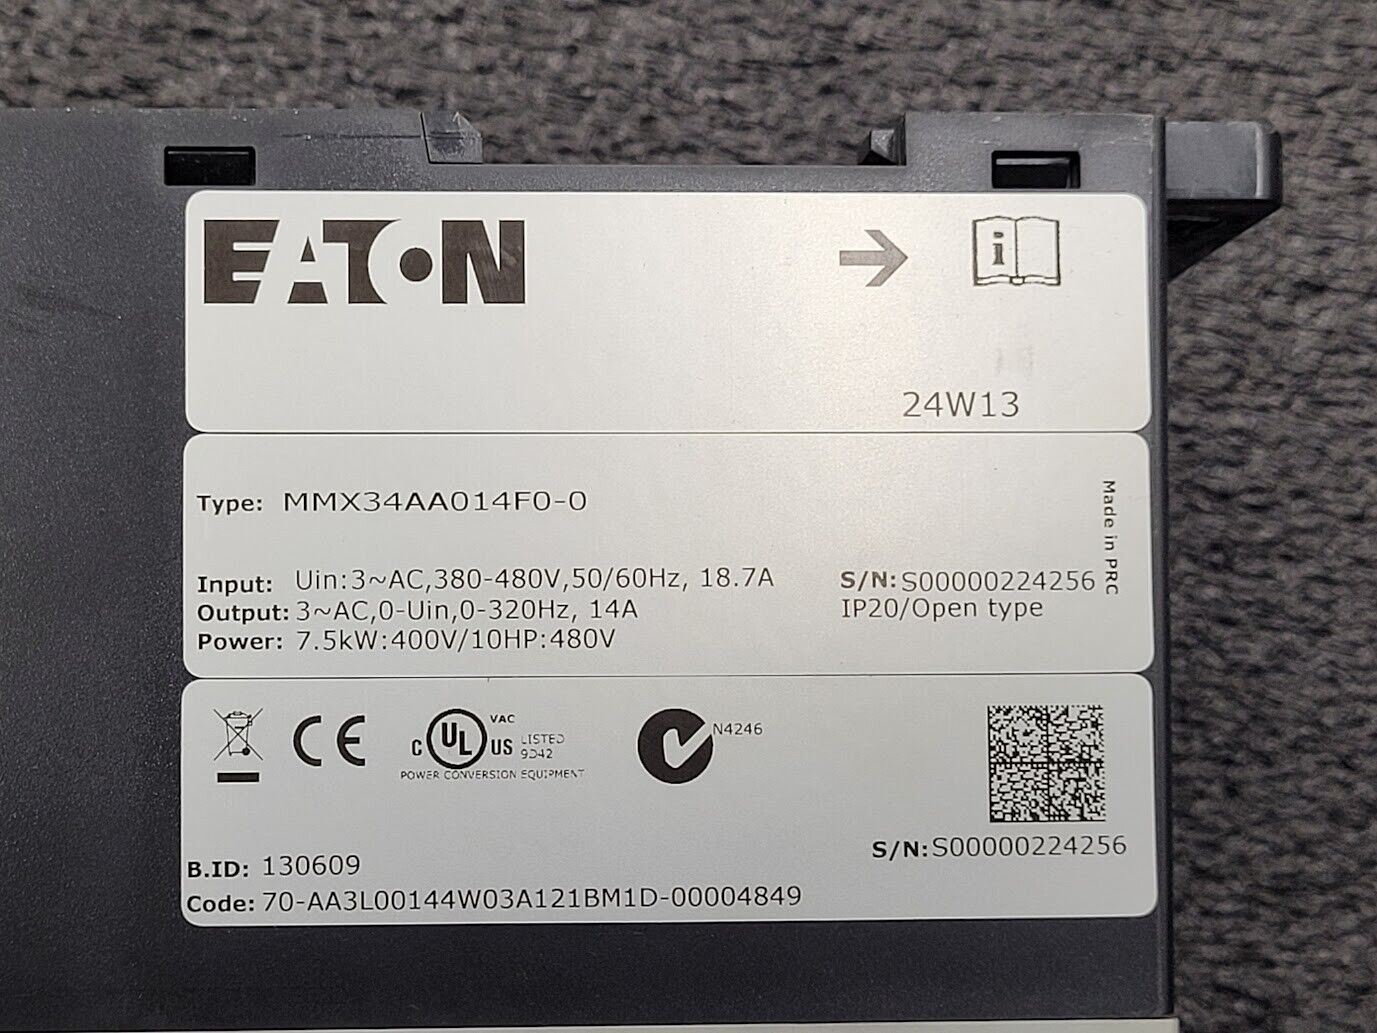 EATON
i
24W13
Type: MMX34AA014F0-0
Made in PRC
Input: Uin:3~AC,380-480V,50/60Hz, 18.7A
S/N:S00000224256
Output: 3~AC,0-Uin,0-320Hz, 14A
IP20/Open type
Power: 7.5kW:400V/10HP:480V
CE
C UL US
VAC
LISTED
9D42
POWER CONVERSION EQUIPMENT
N4246
S/N:S00000224256
B.ID: 130609
Code: 70-AA3L00144W03A121BM1D-00004849